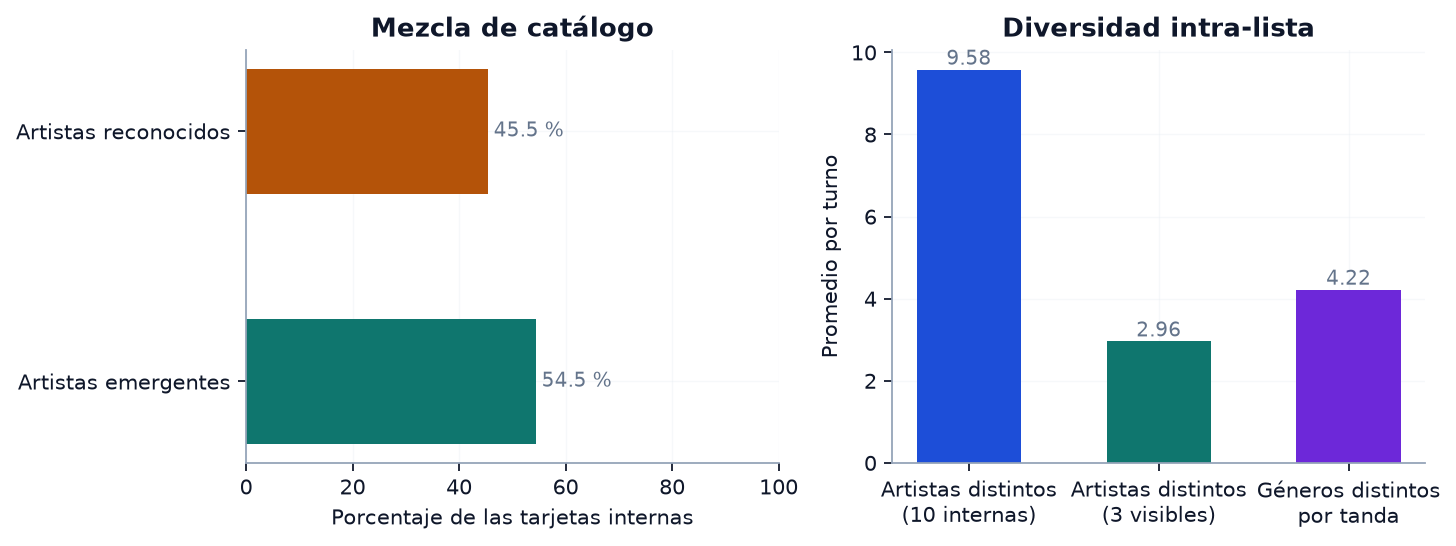 Mezcla de catálogo
Artistas reconocidos
45.5 %
Artistas emergentes
54.5 %
0 20 40 60 80 100
Porcentaje de las tarjetas internas
Diversidad intra-lista
Promedio por turno
10
8
6
4
2
0
9.58
2.96
4.22
Artistas distintos
(10 internas)
Artistas distintos
(3 visibles)
Géneros distintos
por tanda